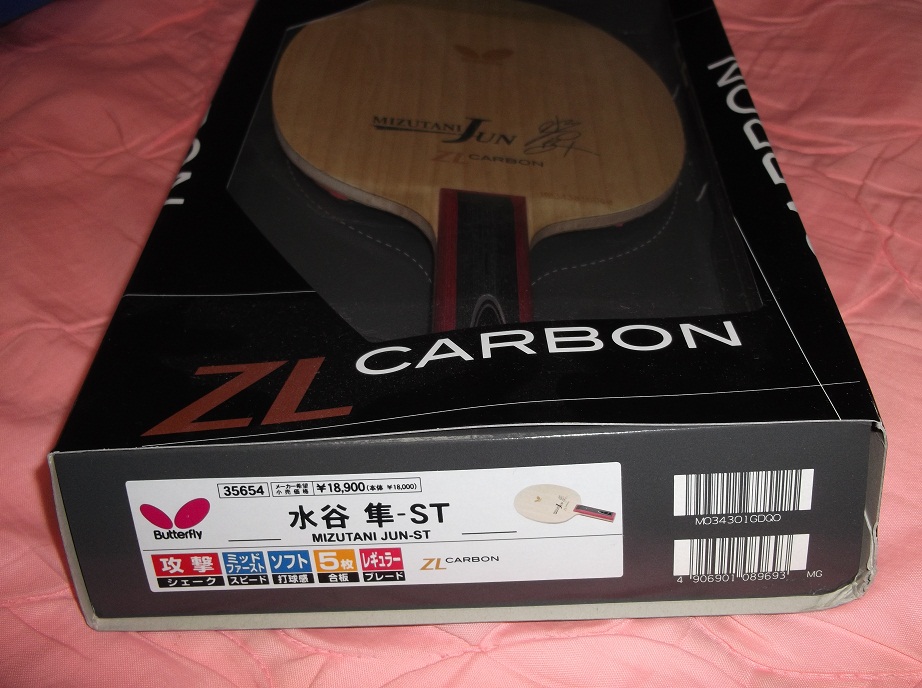 MIZUTANI JUN
ZL CARBON
CARBON
ZL CARBON
Butterfly
35654 メーカー希望小売価格 ¥18,900(本体 ¥18,000)
水谷 隼-ST
MIZUTANI JUN-ST
攻撃 シェーク
ミッドファースト スピード
ソフト 打球感
5枚 合板
レギュラー ブレード
ZL CARBON
M034301GDQO
4 906901 089693 MG